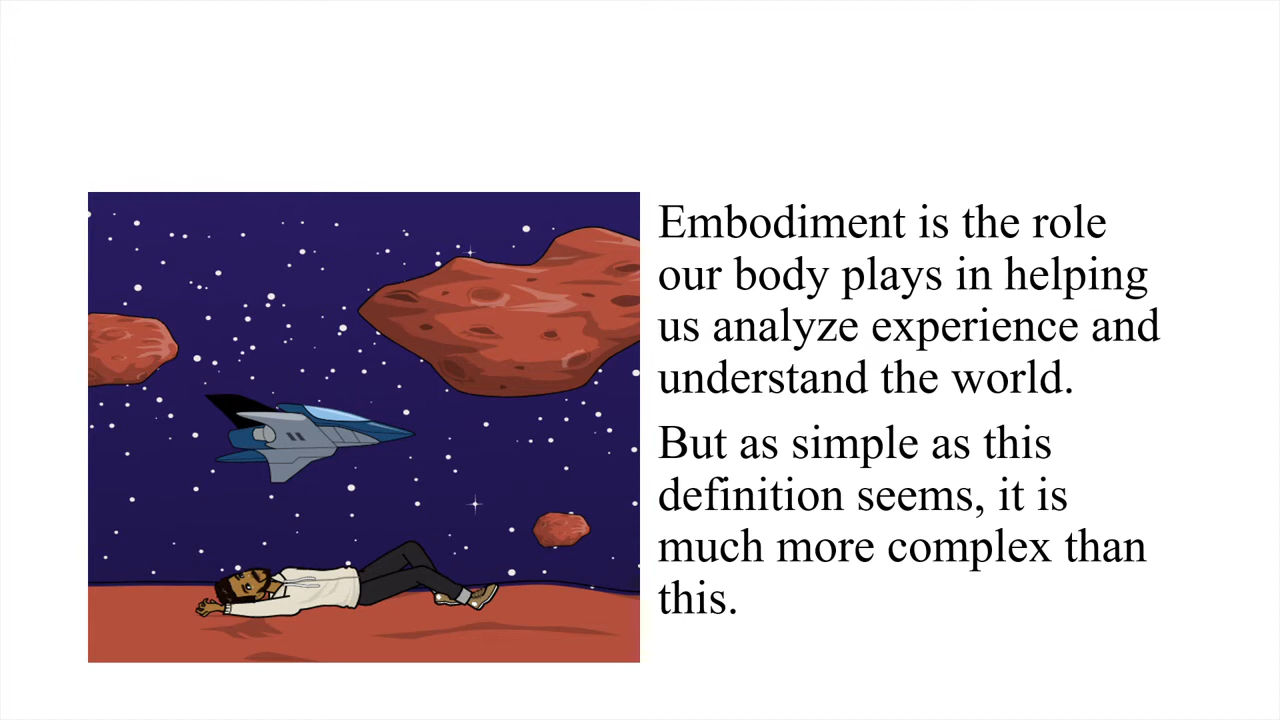 Embodiment is the role
our body plays in helping
us analyze experience and
understand the world.
But as simple as this
definition seems, it is
much more complex than
this.